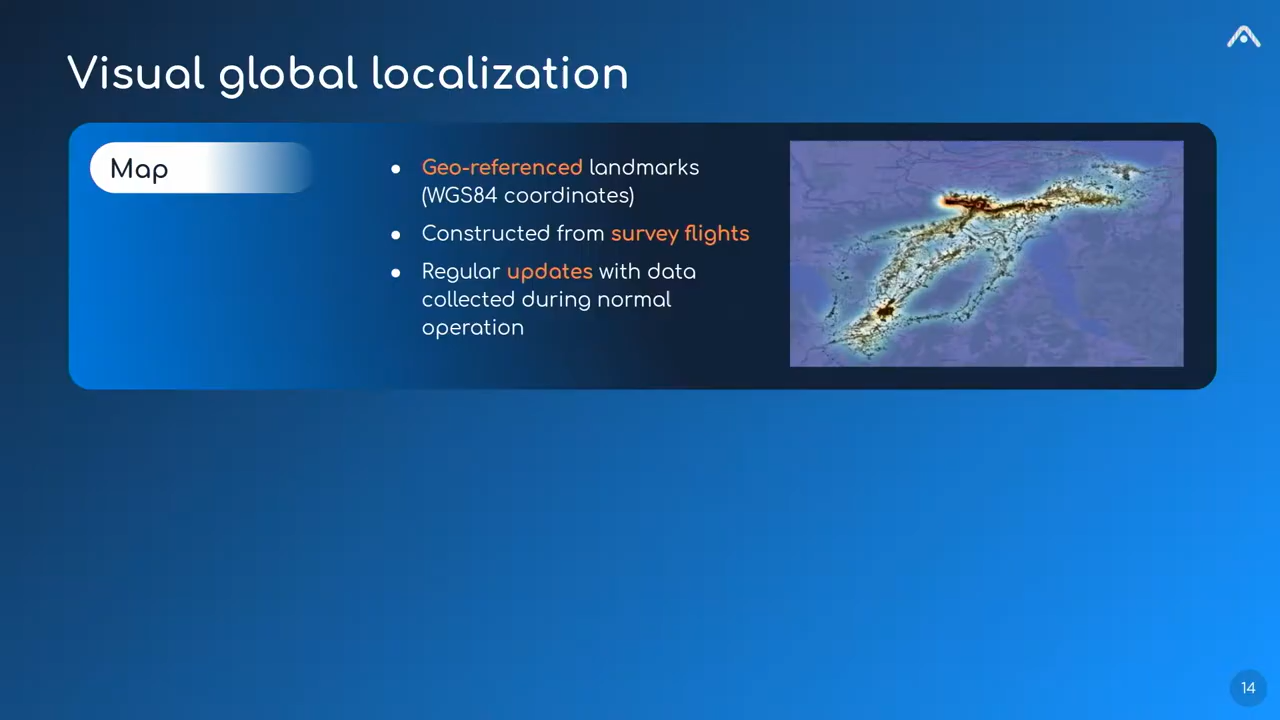 Visual global localization
Map
● Geo-referenced landmarks
(WGS84 coordinates)
● Constructed from survey flights
● Regular updates with data
collected during normal
operation
14